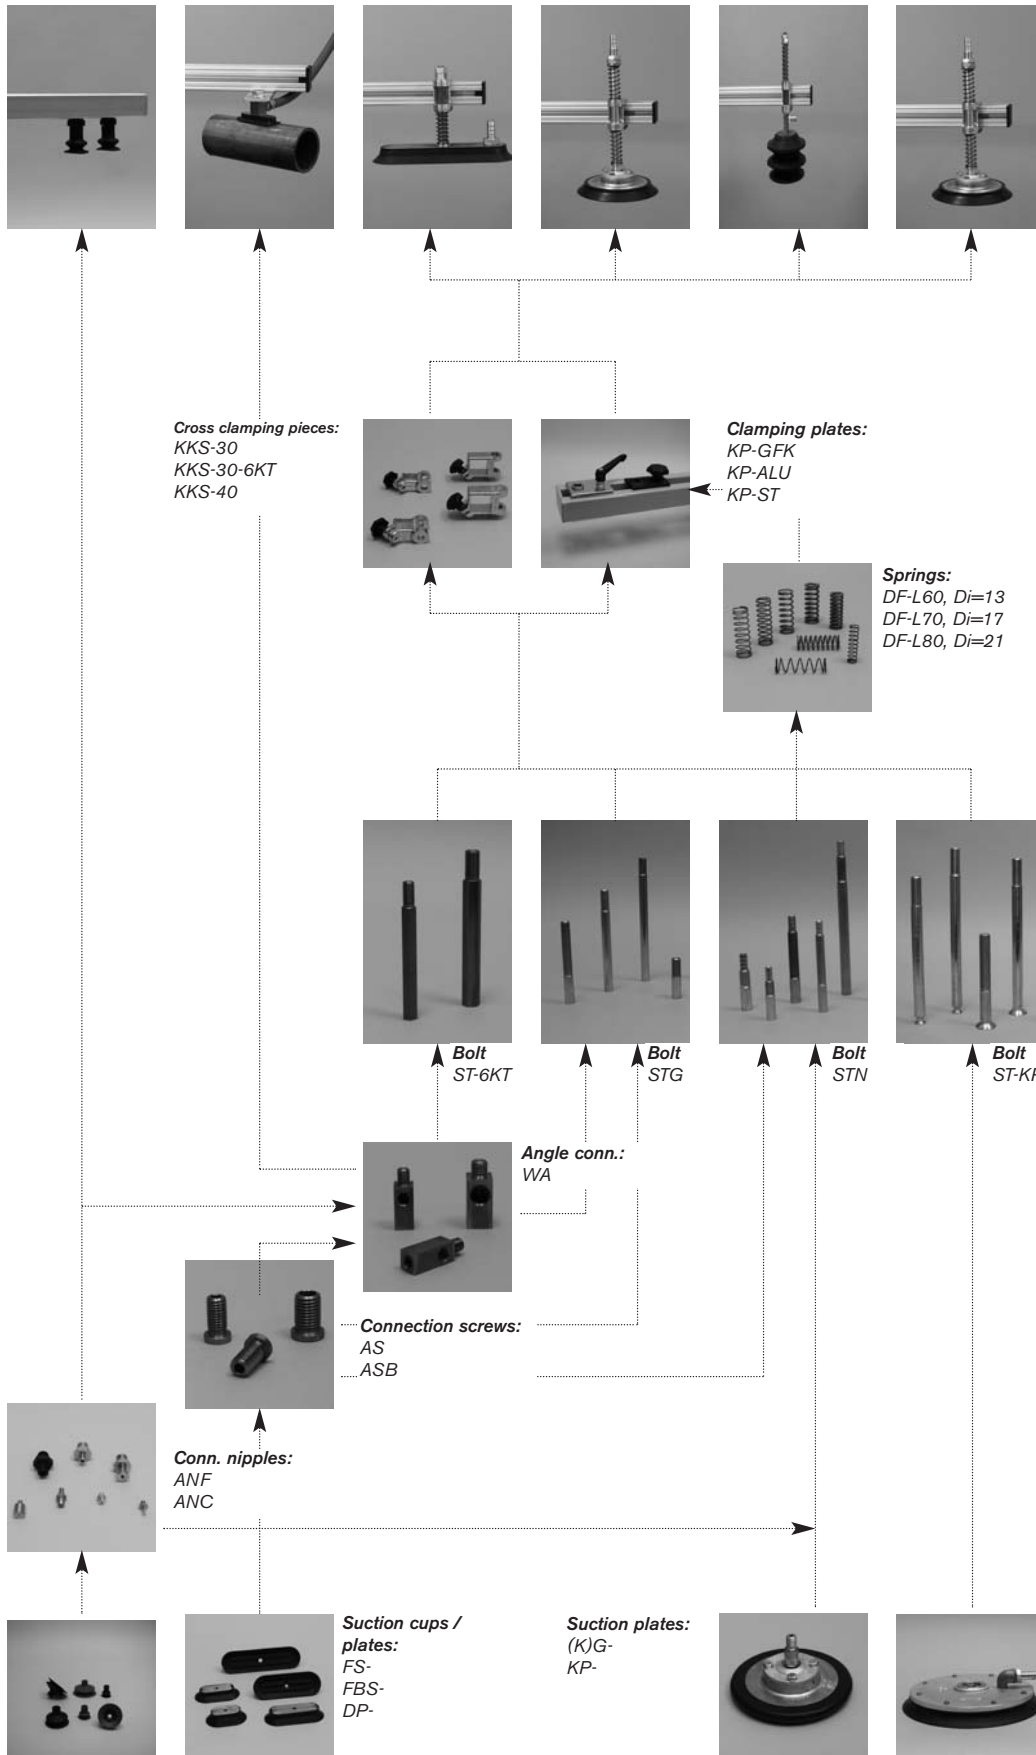 Cross clamping pieces:
KKS-30
KKS-30-6KT
KKS-40
Clamping plates:
KP-GFK
KP-ALU
KP-ST
Springs:
DF-L60, Di=13
DF-L70, Di=17
DF-L80, Di=21
Bolt
ST-6KT
Bolt
STG
Bolt
STN
Bolt
Angle conn.:
WA
Connection screws:
AS
ASB
Conn. nipples:
ANF
ANC
Suction cups /
plates:
FS-
FBS-
DP-
Suction plates:
(K)G-
KP-